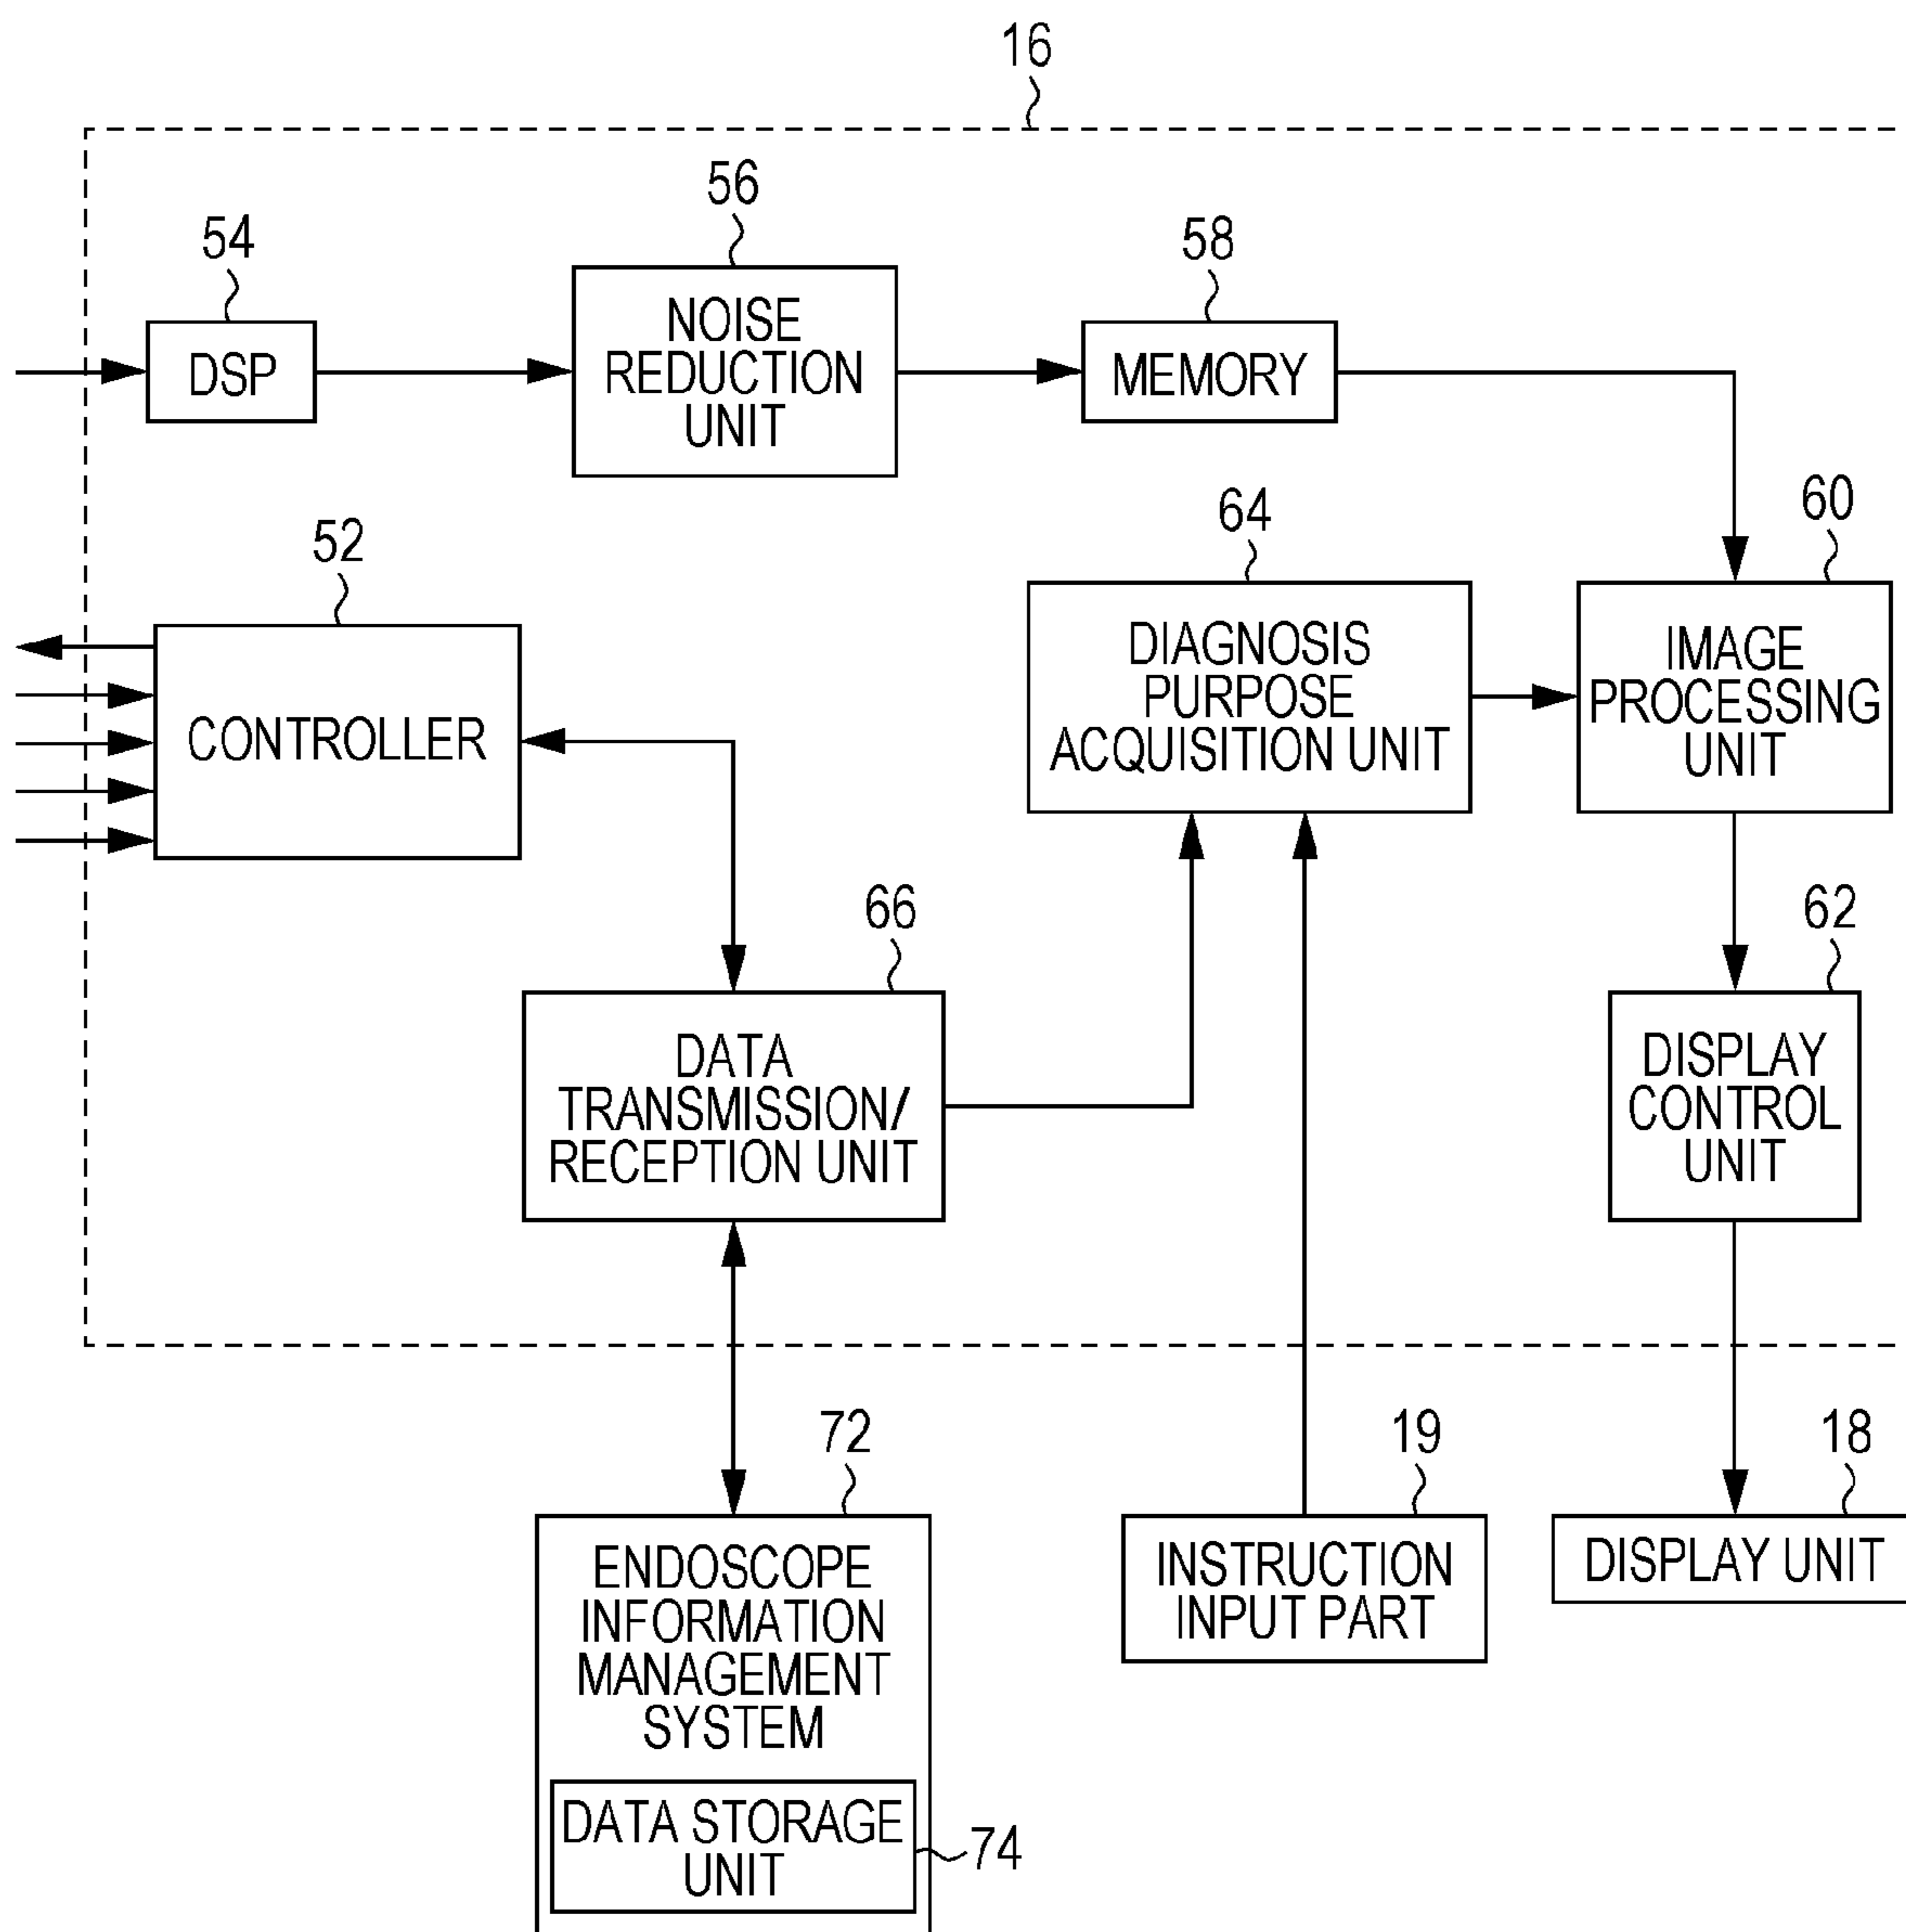 16
54
DSP
56
NOISE
REDUCTION
UNIT
58
MEMORY
52
CONTROLLER
64
DIAGNOSIS
PURPOSE
ACQUISITION UNIT
60
IMAGE
PROCESSING
UNIT
66
DATA
TRANSMISSION/
RECEPTION UNIT
62
DISPLAY
CONTROL
UNIT
72
ENDOSCOPE
INFORMATION
MANAGEMENT
SYSTEM
DATA STORAGE
UNIT
74
19
INSTRUCTION
INPUT PART
18
DISPLAY UNIT